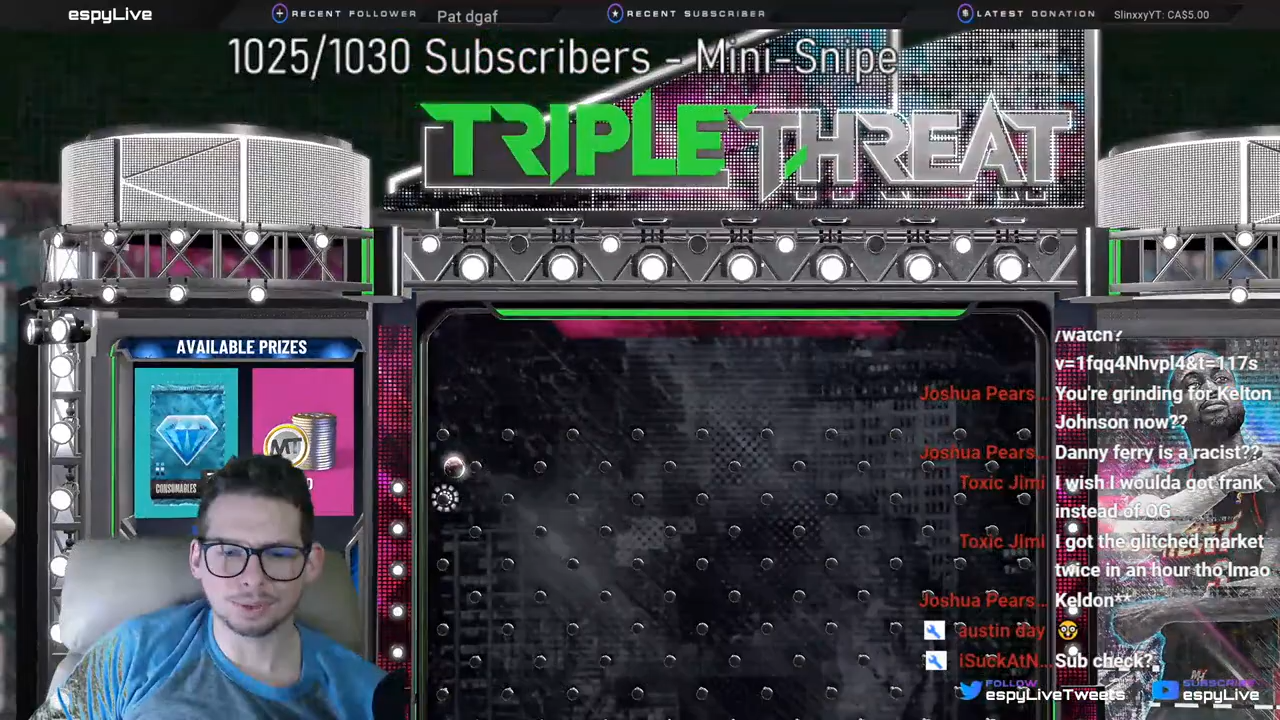 espyLive
RECENT FOLLOWER
Pat dgaf
RECENT SUBSCRIBER
LATEST DONATION
SlinxxyYT: CA$5.00
1025/1030 Subscribers - Mini-Snipe
TRIPLE THREAT
AVAILABLE PRIZES
CONSUMABLES
MT
/watch?
v=1fqq4Nhvpl4&t=117s
Joshua Pears... You're grinding for Kelton
Johnson now??
Joshua Pears... Danny ferry is a racist??
Toxic Jimi I wish I woulda got frank
instead of OG
Toxic Jimi I got the glitched market
twice in an hour tho lmao
Joshua Pears... Keldon**
austin day 🤓
iSuckAtN... Sub check?
FOLLOW
espyLiveTweets
SUBSCRIBE
espyLive